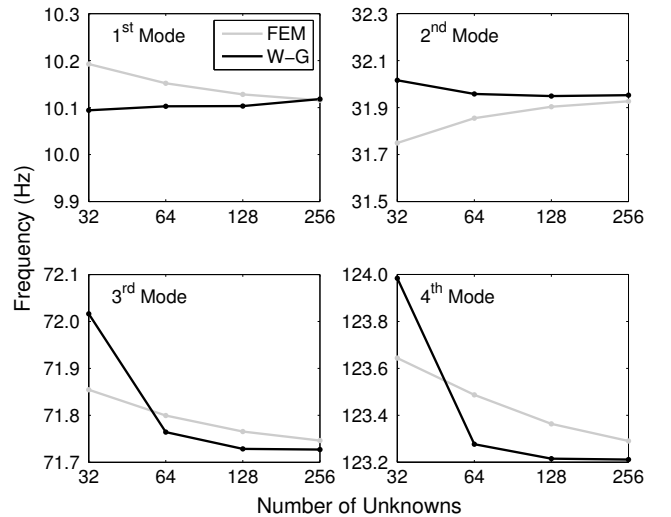 1st Mode
FEM
W-G
10.3
10.2
10.1
10.0
9.9
32 64 128 256
2nd Mode
32.3
32.1
31.9
31.7
31.5
32 64 128 256
Frequency (Hz)
3rd Mode
72.1
72.0
71.9
71.8
71.7
32 64 128 256
4th Mode
124.0
123.8
123.6
123.4
123.2
32 64 128 256
Number of Unknowns